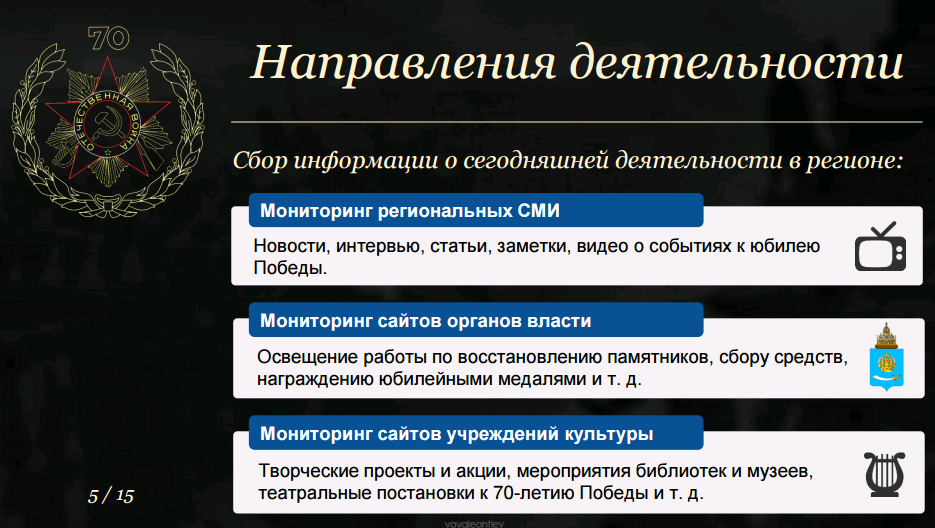 70
ОТЕЧЕСТВЕННАЯ ВОЙНА
Направления деятельности
Сбор информации о сегодняшней деятельности в регионе:
Мониторинг региональных СМИ
Новости, интервью, статьи, заметки, видео о событиях к юбилею
Победы.
Мониторинг сайтов органов власти
Освещение работы по восстановлению памятников, сбору средств,
награждению юбилейными медалями и т. д.
Мониторинг сайтов учреждений культуры
Творческие проекты и акции, мероприятия библиотек и музеев,
театральные постановки к 70-летию Победы и т. д.
5 / 15
vovaleontiev